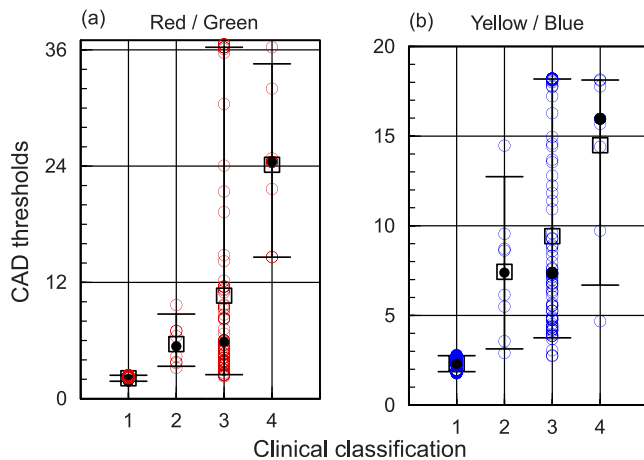 (a) Red / Green
(b) Yellow / Blue
CAD thresholds
36
24
12
0
20
15
10
5
0
1 2 3 4
1 2 3 4
Clinical classification